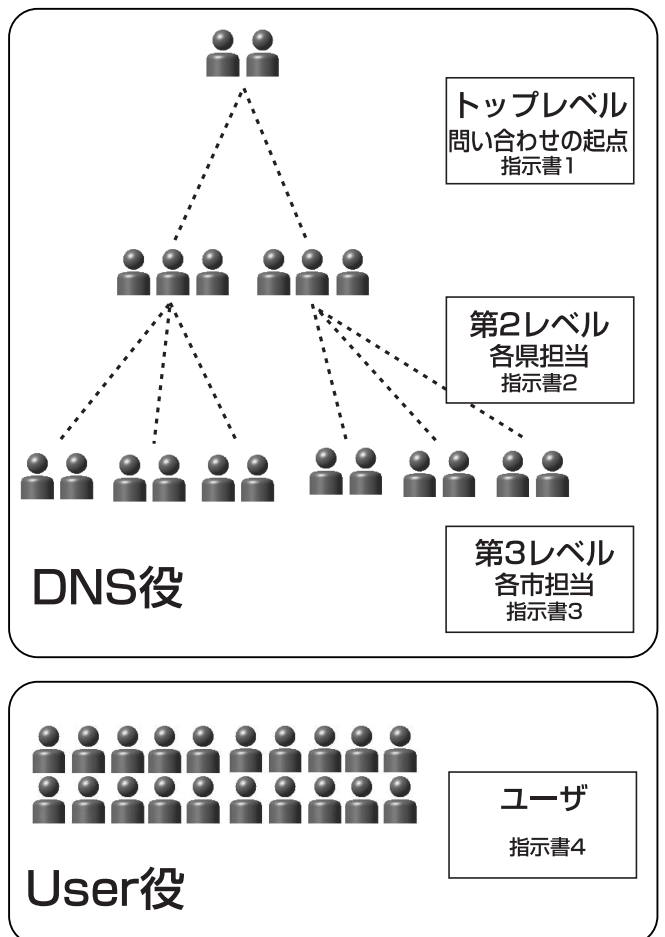 トップレベル
問い合わせの起点
指示書1
第2レベル
各県担当
指示書2
第3レベル
各市担当
指示書3
DNS役
ユーザ
指示書4
User役